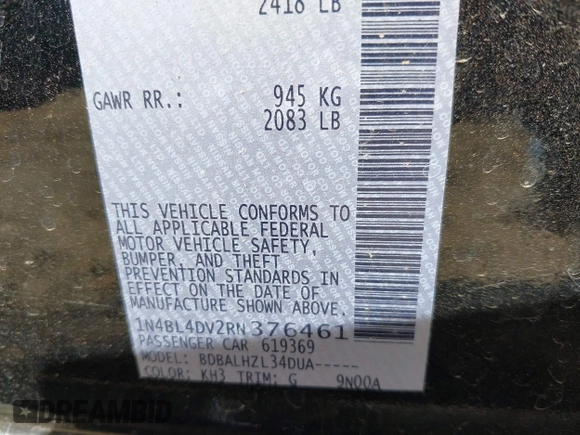 2418 LB
GAWR RR.: 945 KG
2083 LB
THIS VEHICLE CONFORMS TO
ALL APPLICABLE FEDERAL
MOTOR VEHICLE SAFETY,
BUMPER, AND THEFT
PREVENTION STANDARDS IN
EFFECT ON THE DATE OF
MANUFACTURE SHOWN ABOVE.
1N4BL4DV2RN376461
PASSENGER CAR 619369
MODEL: BDBALHZL34DUA-----
COLOR: KH3 TRIM: G 9N00A
DREAMBID